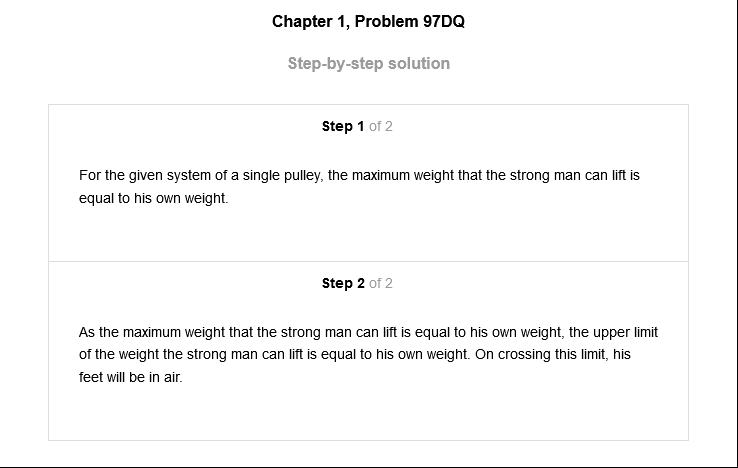 Chapter 1, Problem 97DQ
Step-by-step solution
Step 1 of 2
For the given system of a single pulley, the maximum weight that the strong man can lift is
equal to his own weight.
Step 2 of 2
As the maximum weight that the strong man can lift is equal to his own weight, the upper limit
of the weight the strong man can lift is equal to his own weight. On crossing this limit, his
feet will be in air.